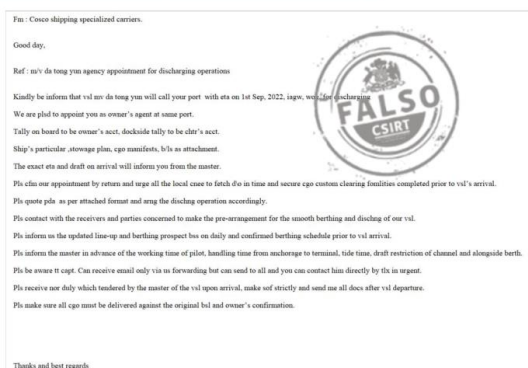 Fm : Cosco shipping specialized carriers.
Good day,
Ref : m/v da tong yun agency appointment for discharging operations
Kindly be inform that vsl mv da tong yun will call your port with eta on 1st Sep, 2022, iagw, wog, for discharging
We are plsd to appoint you as owner's agent at same port.
Tally on board to be owner's acct, dockside tally to be chtr's acct.
Ship's particular ,stowage plan, cgo manifests, b'ls as attachment.
The exact eta and draft on arrival will inform you from the master.
Pls cfm our appointment by return and urge all the local cnee to fetch d\o in time and secure cgo custom clearing fomlities completed prior to vsl's arrival.
Pls quote pda as per attached format and arng the dischng operation accordingly.
Pls contact with the receivers and parties concerned to make the pre-arrangement for the smooth berthing and dischng of our vsl.
Pls inform us the updated line-up and berthing prospect bss on daily and confirmed berthing schedule prior to vsl arrival.
Pls inform the master in advance of the working time of pilot, handling time from anchorage to terminal, tide time, draft restriction of channel and alongside berth.
Pls be aware tt capt. Can receive email only via us forwarding but can send to all and you can contact him directly by tlx in urgent.
Pls receive nor duly which tendered by the master of the vsl upon arrival, make sof strictly and send me all docs after vsl departure.
Pls make sure all cgo must be delivered against the original bsl and owner's confirmation.
Thanks and best regards
FALSO
CSIRT